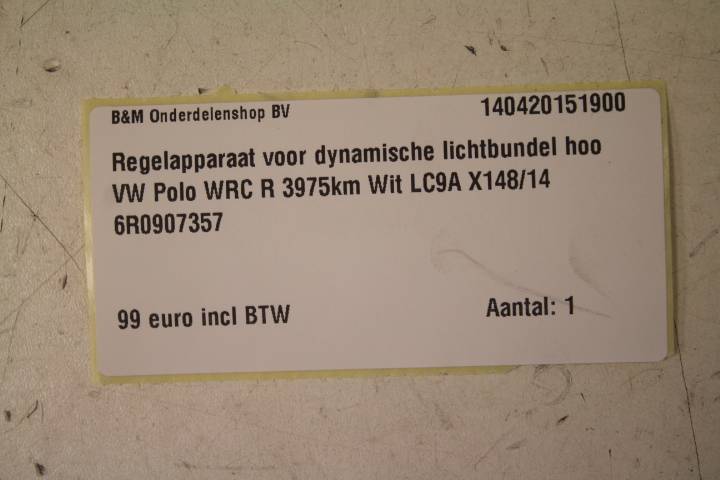 B&M Onderdelenshop BV 140420151900
Regelapparaat voor dynamische lichtbundel hoo
VW Polo WRC R 3975km Wit LC9A X148/14
6R0907357
99 euro incl BTW Aantal: 1